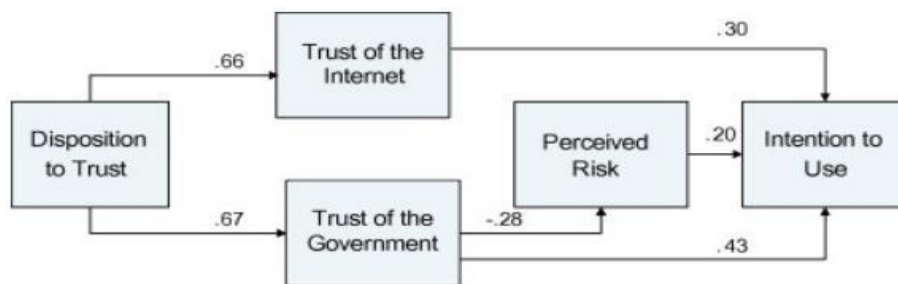 .30
Trust of the
Internet
.66
Disposition
to Trust
Perceived
Risk
.20
Intention to
Use
.67
Trust of the
Government
-.28
.43